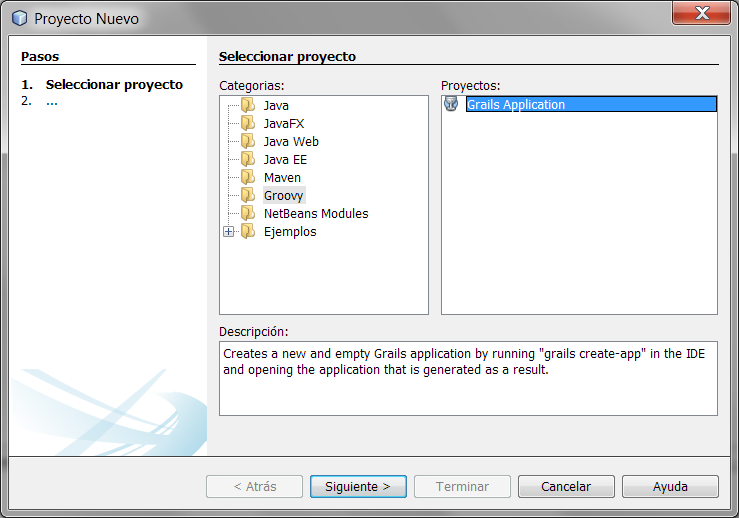 Proyecto Nuevo
Pasos
1. Seleccionar proyecto
2. ...
Seleccionar proyecto
Categorias:
Java
JavaFX
Java Web
Java EE
Maven
Groovy
NetBeans Modules
Ejemplos
Proyectos:
Grails Application
Descripción:
Creates a new and empty Grails application by running "grails create-app" in the IDE
and opening the application that is generated as a result.
< Atrás
Siguiente >
Terminar
Cancelar
Ayuda